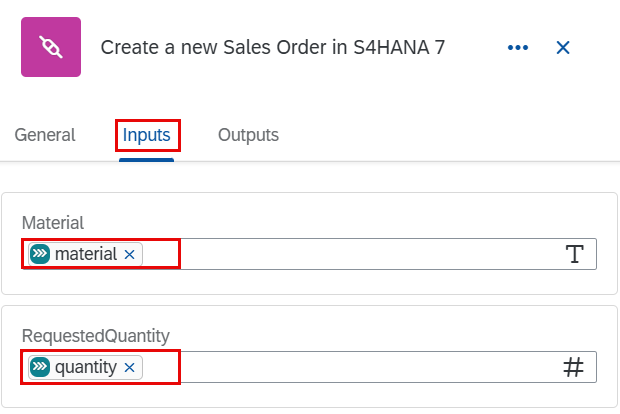 Create a new Sales Order in S4HANA 7
General Inputs Outputs
Material
material
RequestedQuantity
quantity